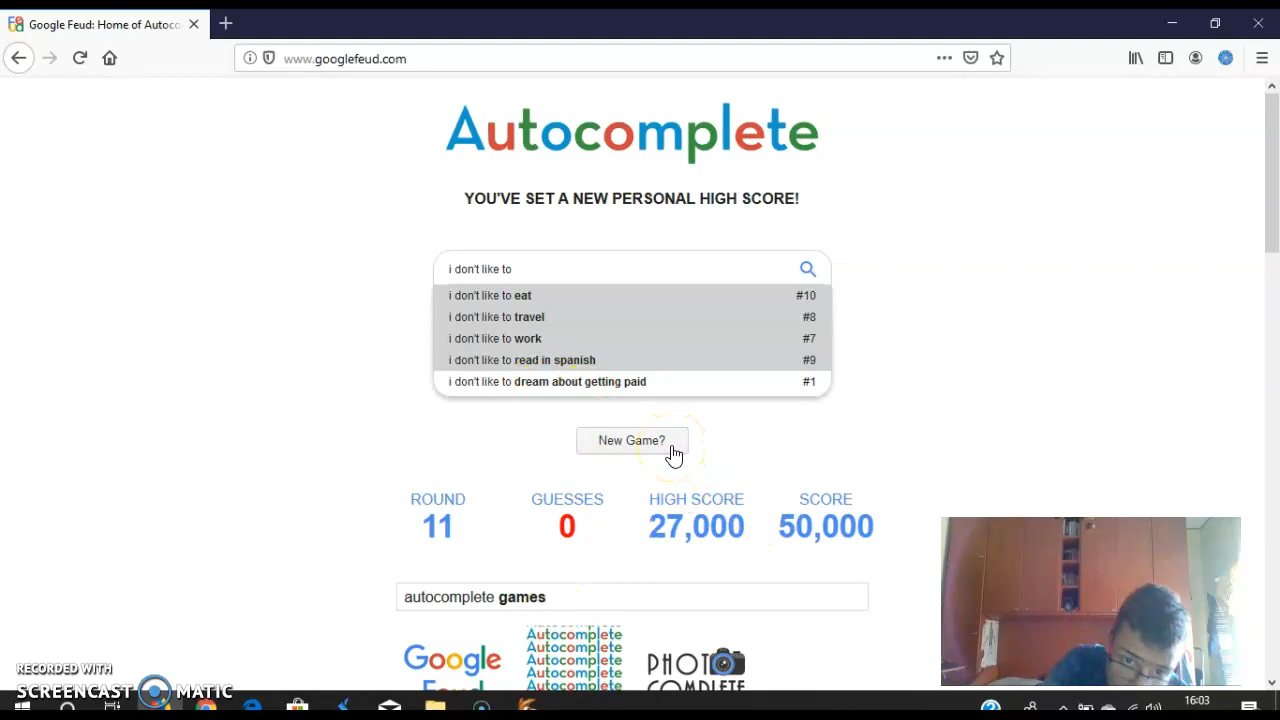 Google Feud: Home of Autoco
www.googlefeud.com
Autocomplete
YOU'VE SET A NEW PERSONAL HIGH SCORE!
i don't like to
i don't like to eat #10
i don't like to travel #8
i don't like to work #7
i don't like to read in spanish #9
i don't like to dream about getting paid #1
New Game?
ROUND GUESSES HIGH SCORE SCORE
11 0 27,000 50,000
autocomplete games
Autocomplete
Autocomplete
Autocomplete
Autocomplete
Autocomplete
Google
Feud
PHOTO
COMPLETE
RECORDED WITH
SCREENCAST MATIC
16:03